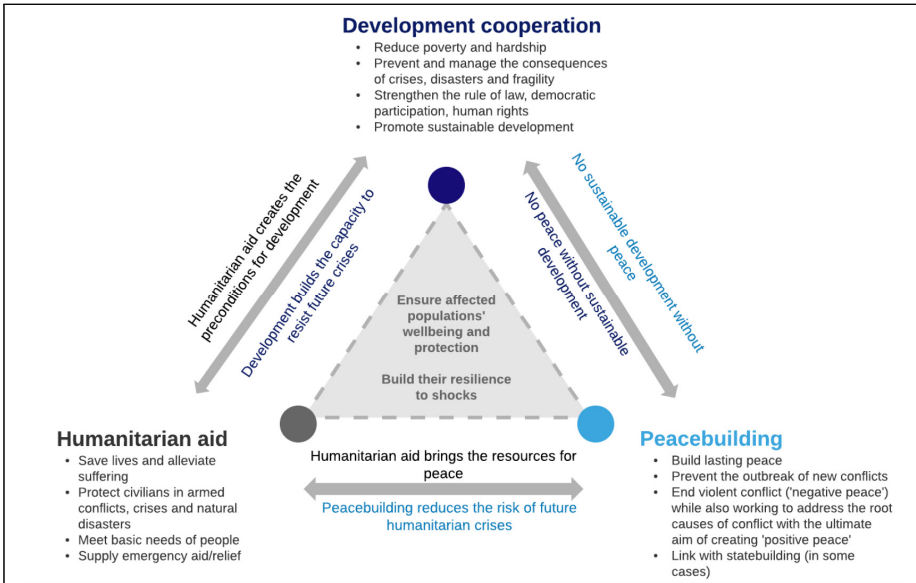 Development cooperation
• Reduce poverty and hardship
• Prevent and manage the consequences
of crises, disasters and fragility
• Strengthen the rule of law, democratic
participation, human rights
• Promote sustainable development
Humanitarian aid creates the
preconditions for development
Development builds the capacity to
resist future crises
No sustainable development without
peace
No peace without sustainable
development
Ensure affected
populations'
wellbeing and
protection
Build their resilience
to shocks
Humanitarian aid
• Save lives and alleviate
suffering
• Protect civilians in armed
conflicts, crises and natural
disasters
• Meet basic needs of people
• Supply emergency aid/relief
Humanitarian aid brings the resources for
peace
Peacebuilding reduces the risk of future
humanitarian crises
Peacebuilding
• Build lasting peace
• Prevent the outbreak of new conflicts
• End violent conflict ('negative peace')
while also working to address the root
causes of conflict with the ultimate
aim of creating 'positive peace'
• Link with statebuilding (in some
cases)